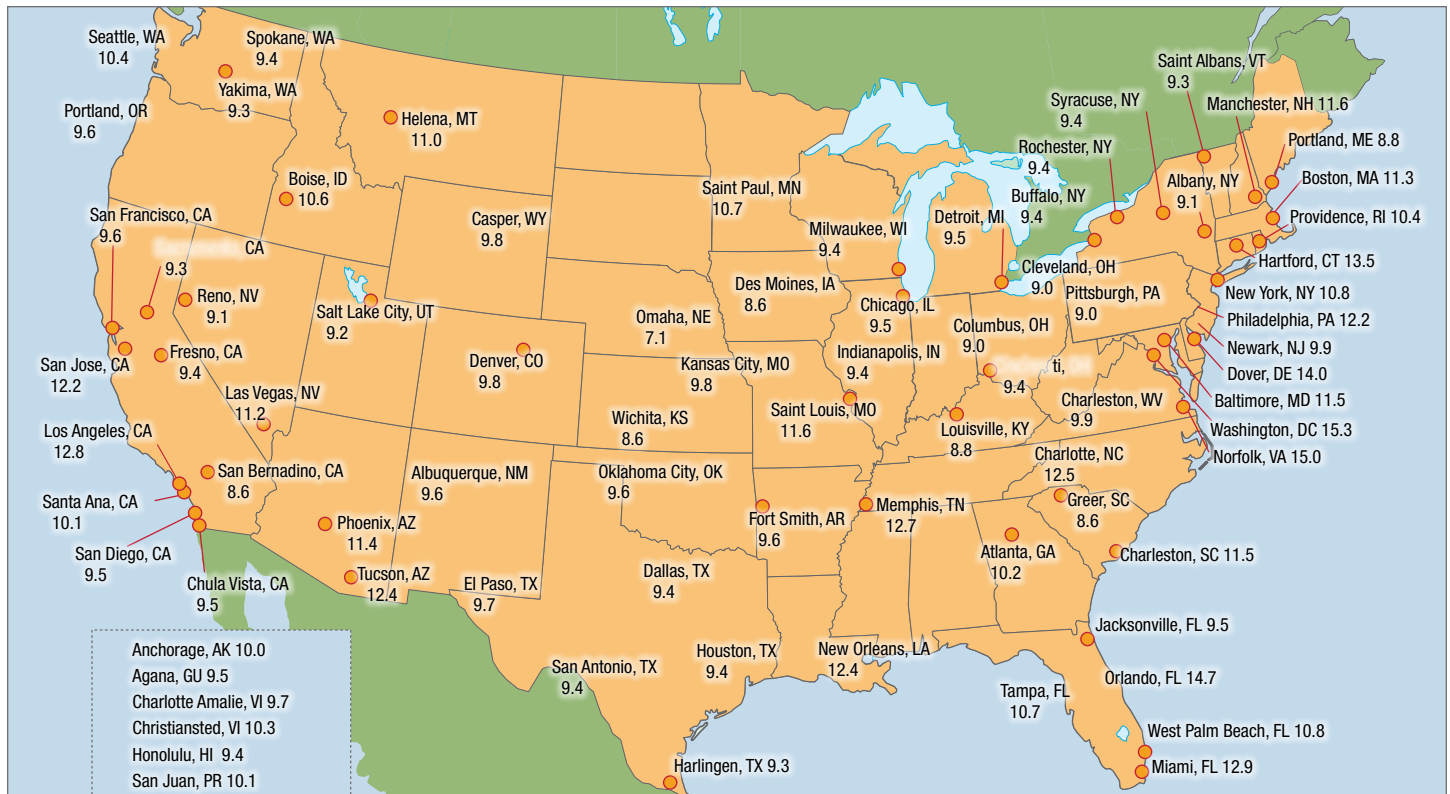 Seattle, WA
10.4
Spokane, WA
9.4
Yakima, WA
9.3
Portland, OR
9.6
Helena, MT
11.0
Boise, ID
10.6
San Francisco, CA
9.6
CA
9.3
Reno, NV
9.1
Salt Lake City, UT
9.2
Casper, WY
9.8
San Jose, CA
12.2
Fresno, CA
9.4
Las Vegas, NV
11.2
Denver, CO
9.8
Los Angeles, CA
12.8
San Bernadino, CA
8.6
Santa Ana, CA
10.1
San Diego, CA
9.5
Chula Vista, CA
9.5
Phoenix, AZ
11.4
Tucson, AZ
12.4
Albuquerque, NM
9.6
El Paso, TX
9.7
Saint Paul, MN
10.7
Milwaukee, WI
9.4
Des Moines, IA
8.6
Omaha, NE
7.1
Kansas City, MO
9.8
Wichita, KS
8.6
Oklahoma City, OK
9.6
Saint Louis, MO
11.6
Fort Smith, AR
9.6
Dallas, TX
9.4
Houston, TX
9.4
San Antonio, TX
9.4
Harlingen, TX 9.3
New Orleans, LA
12.4
Memphis, TN
12.7
Chicago, IL
9.5
Indianapolis, IN
9.4
Detroit, MI
9.5
Columbus, OH
9.0
Cleveland, OH
9.0
ti,
9.4
Louisville, KY
8.8
Charleston, WV
9.9
Pittsburgh, PA
9.0
Buffalo, NY
9.4
Rochester, NY
9.4
Syracuse, NY
9.4
Albany, NY
9.1
Saint Albans, VT
9.3
Manchester, NH 11.6
Portland, ME 8.8
Boston, MA 11.3
Providence, RI 10.4
Hartford, CT 13.5
New York, NY 10.8
Philadelphia, PA 12.2
Newark, NJ 9.9
Dover, DE 14.0
Baltimore, MD 11.5
Washington, DC 15.3
Norfolk, VA 15.0
Charlotte, NC
12.5
Greer, SC
8.6
Charleston, SC 11.5
Atlanta, GA
10.2
Jacksonville, FL 9.5
Orlando, FL 14.7
Tampa, FL
10.7
West Palm Beach, FL 10.8
Miami, FL 12.9
Anchorage, AK 10.0
Agana, GU 9.5
Charlotte Amalie, VI 9.7
Christiansted, VI 10.3
Honolulu, HI 9.4
San Juan, PR 10.1